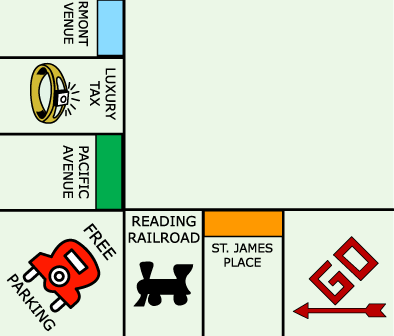 RMONT
VENUE
LUXURY
TAX
PACIFIC
AVENUE
FREE
PARKING
READING
RAILROAD
ST. JAMES
PLACE
GO